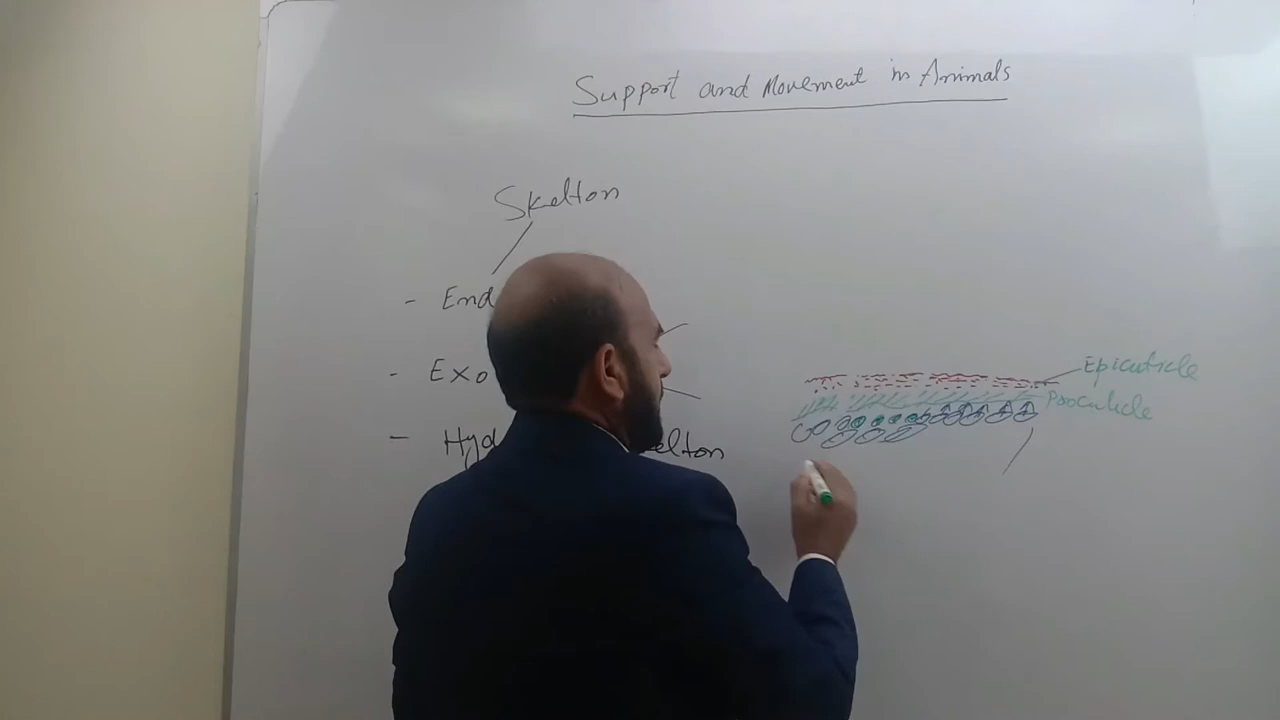 Support and Movement in Animals
Skelton
- End
- Exo
- Hyd elton
Epicuticle
Procuticle